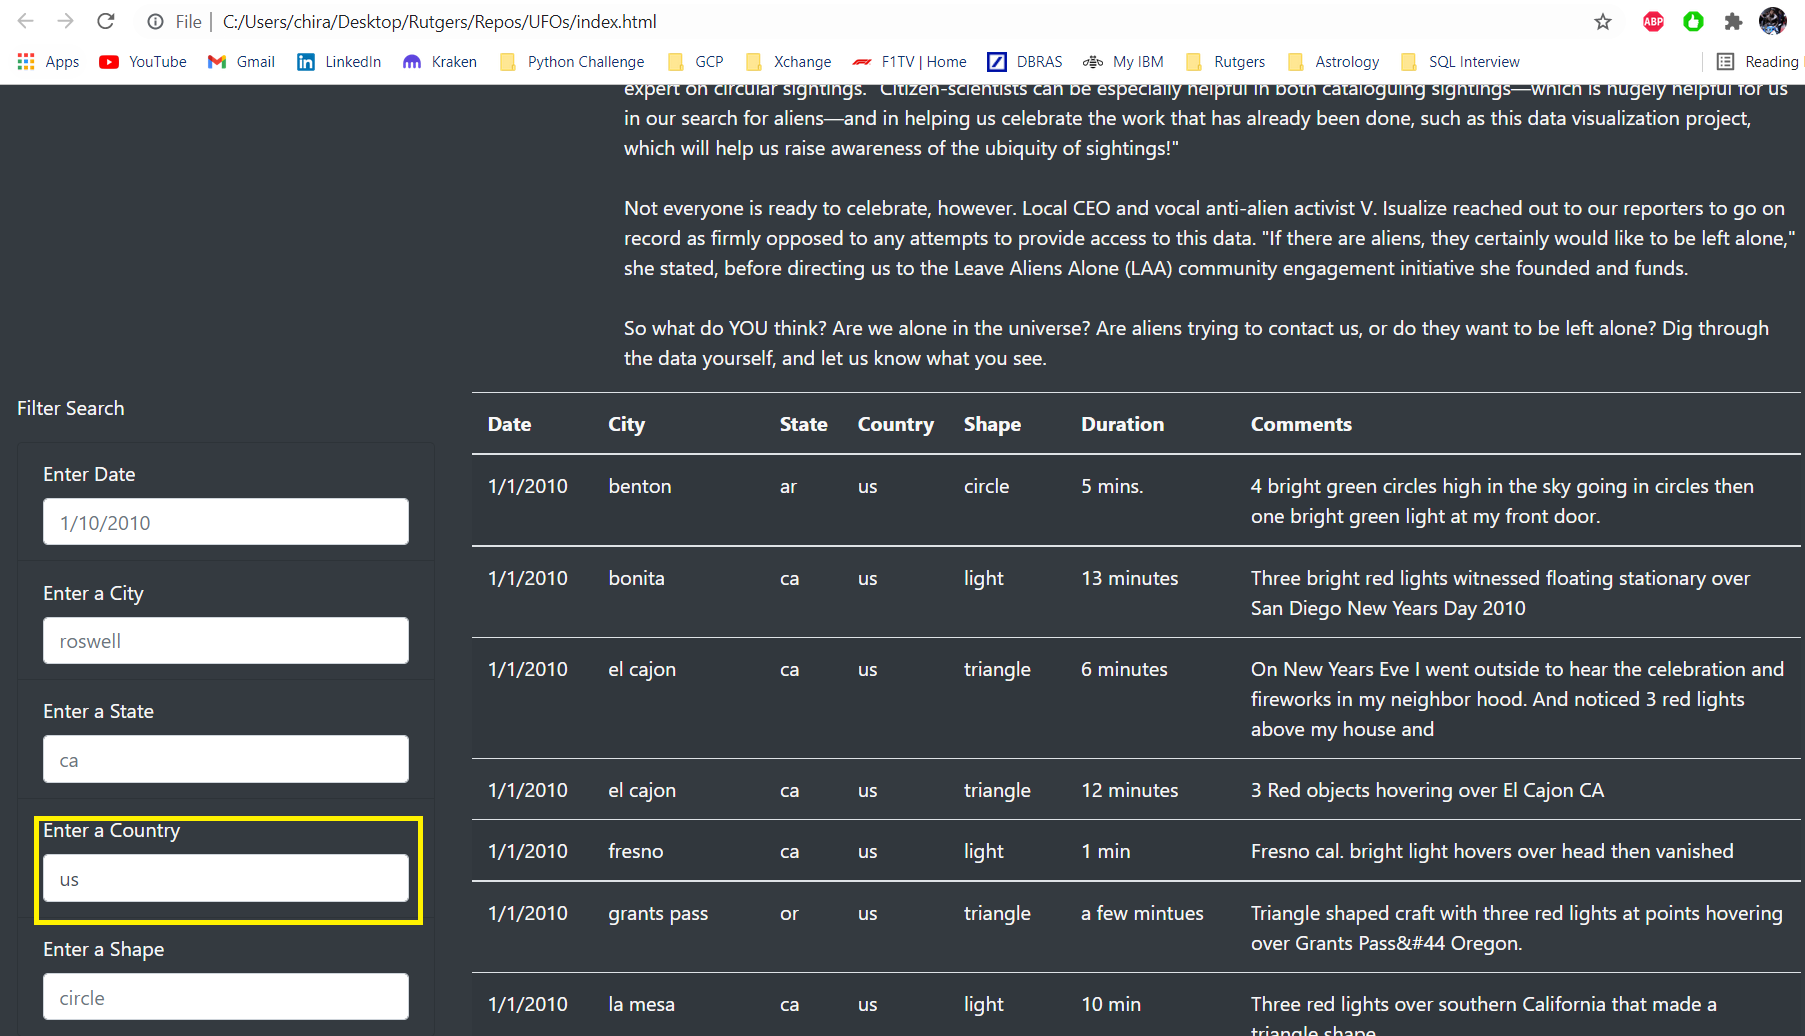 File | C:/Users/chira/Desktop/Rutgers/Repos/UFOs/index.html
ABP
Apps YouTube Gmail LinkedIn Kraken Python Challenge GCP Xchange F1TV | Home DBRAS My IBM Rutgers Astrology SQL Interview Reading
expert on circular sightings. "Citizen-scientists can be especially helpful in both cataloguing sightings—which is hugely helpful for us
in our search for aliens—and in helping us celebrate the work that has already been done, such as this data visualization project,
which will help us raise awareness of the ubiquity of sightings!"
Not everyone is ready to celebrate, however. Local CEO and vocal anti-alien activist V. Isualize reached out to our reporters to go on
record as firmly opposed to any attempts to provide access to this data. "If there are aliens, they certainly would like to be left alone,"
she stated, before directing us to the Leave Aliens Alone (LAA) community engagement initiative she founded and funds.
So what do YOU think? Are we alone in the universe? Are aliens trying to contact us, or do they want to be left alone? Dig through
the data yourself, and let us know what you see.
Filter Search
Enter Date
1/10/2010
Enter a City
roswell
Enter a State
ca
Enter a Country
us
Enter a Shape
circle
Date City State Country Shape Duration Comments
1/1/2010 benton ar us circle 5 mins. 4 bright green circles high in the sky going in circles then
one bright green light at my front door.
1/1/2010 bonita ca us light 13 minutes Three bright red lights witnessed floating stationary over
San Diego New Years Day 2010
1/1/2010 el cajon ca us triangle 6 minutes On New Years Eve I went outside to hear the celebration and
fireworks in my neighbor hood. And noticed 3 red lights
above my house and
1/1/2010 el cajon ca us triangle 12 minutes 3 Red objects hovering over El Cajon CA
1/1/2010 fresno ca us light 1 min Fresno cal. bright light hovers over head then vanished
1/1/2010 grants pass or us triangle a few mintues Triangle shaped craft with three red lights at points hovering
over Grants Pass&#44 Oregon.
1/1/2010 la mesa ca us light 10 min Three red lights over southern California that made a
triangle shape